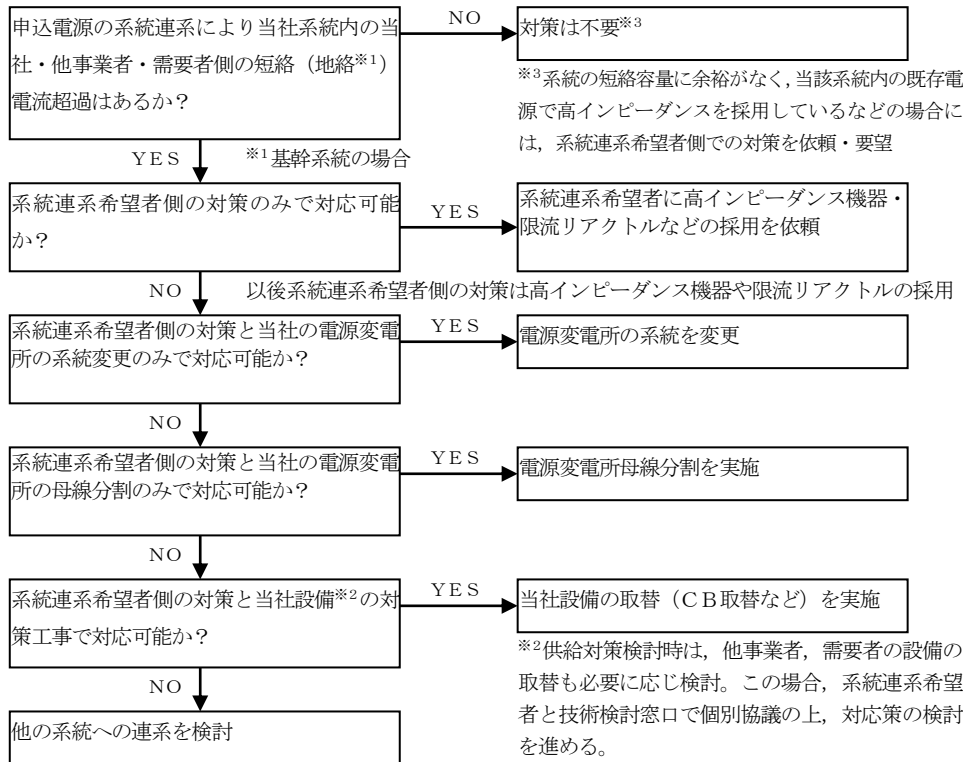 申込電源の系統連系により当社系統内の当
社・他事業者・需要者側の短絡（地絡※1）
電流超過はあるか？
NO
対策は不要※3
※3系統の短絡容量に余裕がなく，当該系統内の既存電
源で高インピーダンスを採用しているなどの場合に
は，系統連系希望者側での対策を依頼・要望
YES
※1基幹系統の場合
系統連系希望者側の対策のみで対応可能
か？
YES
系統連系希望者に高インピーダンス機器・
限流リアクトルなどの採用を依頼
NO
以後系統連系希望者側の対策は高インピーダンス機器や限流リアクトルの採用
系統連系希望者側の対策と当社の電源変電
所の系統変更のみで対応可能か？
YES
電源変電所の系統を変更
NO
系統連系希望者側の対策と当社の電源変電
所の母線分割のみで対応可能か？
YES
電源変電所母線分割を実施
NO
系統連系希望者側の対策と当社設備※2の対
策工事で対応可能か？
YES
当社設備の取替（ＣＢ取替など）を実施
※2供給対策検討時は，他事業者，需要者の設備の
取替も必要に応じ検討。この場合，系統連系希望
者と技術検討窓口で個別協議の上，対応策の検討
を進める。
NO
他の系統への連系を検討